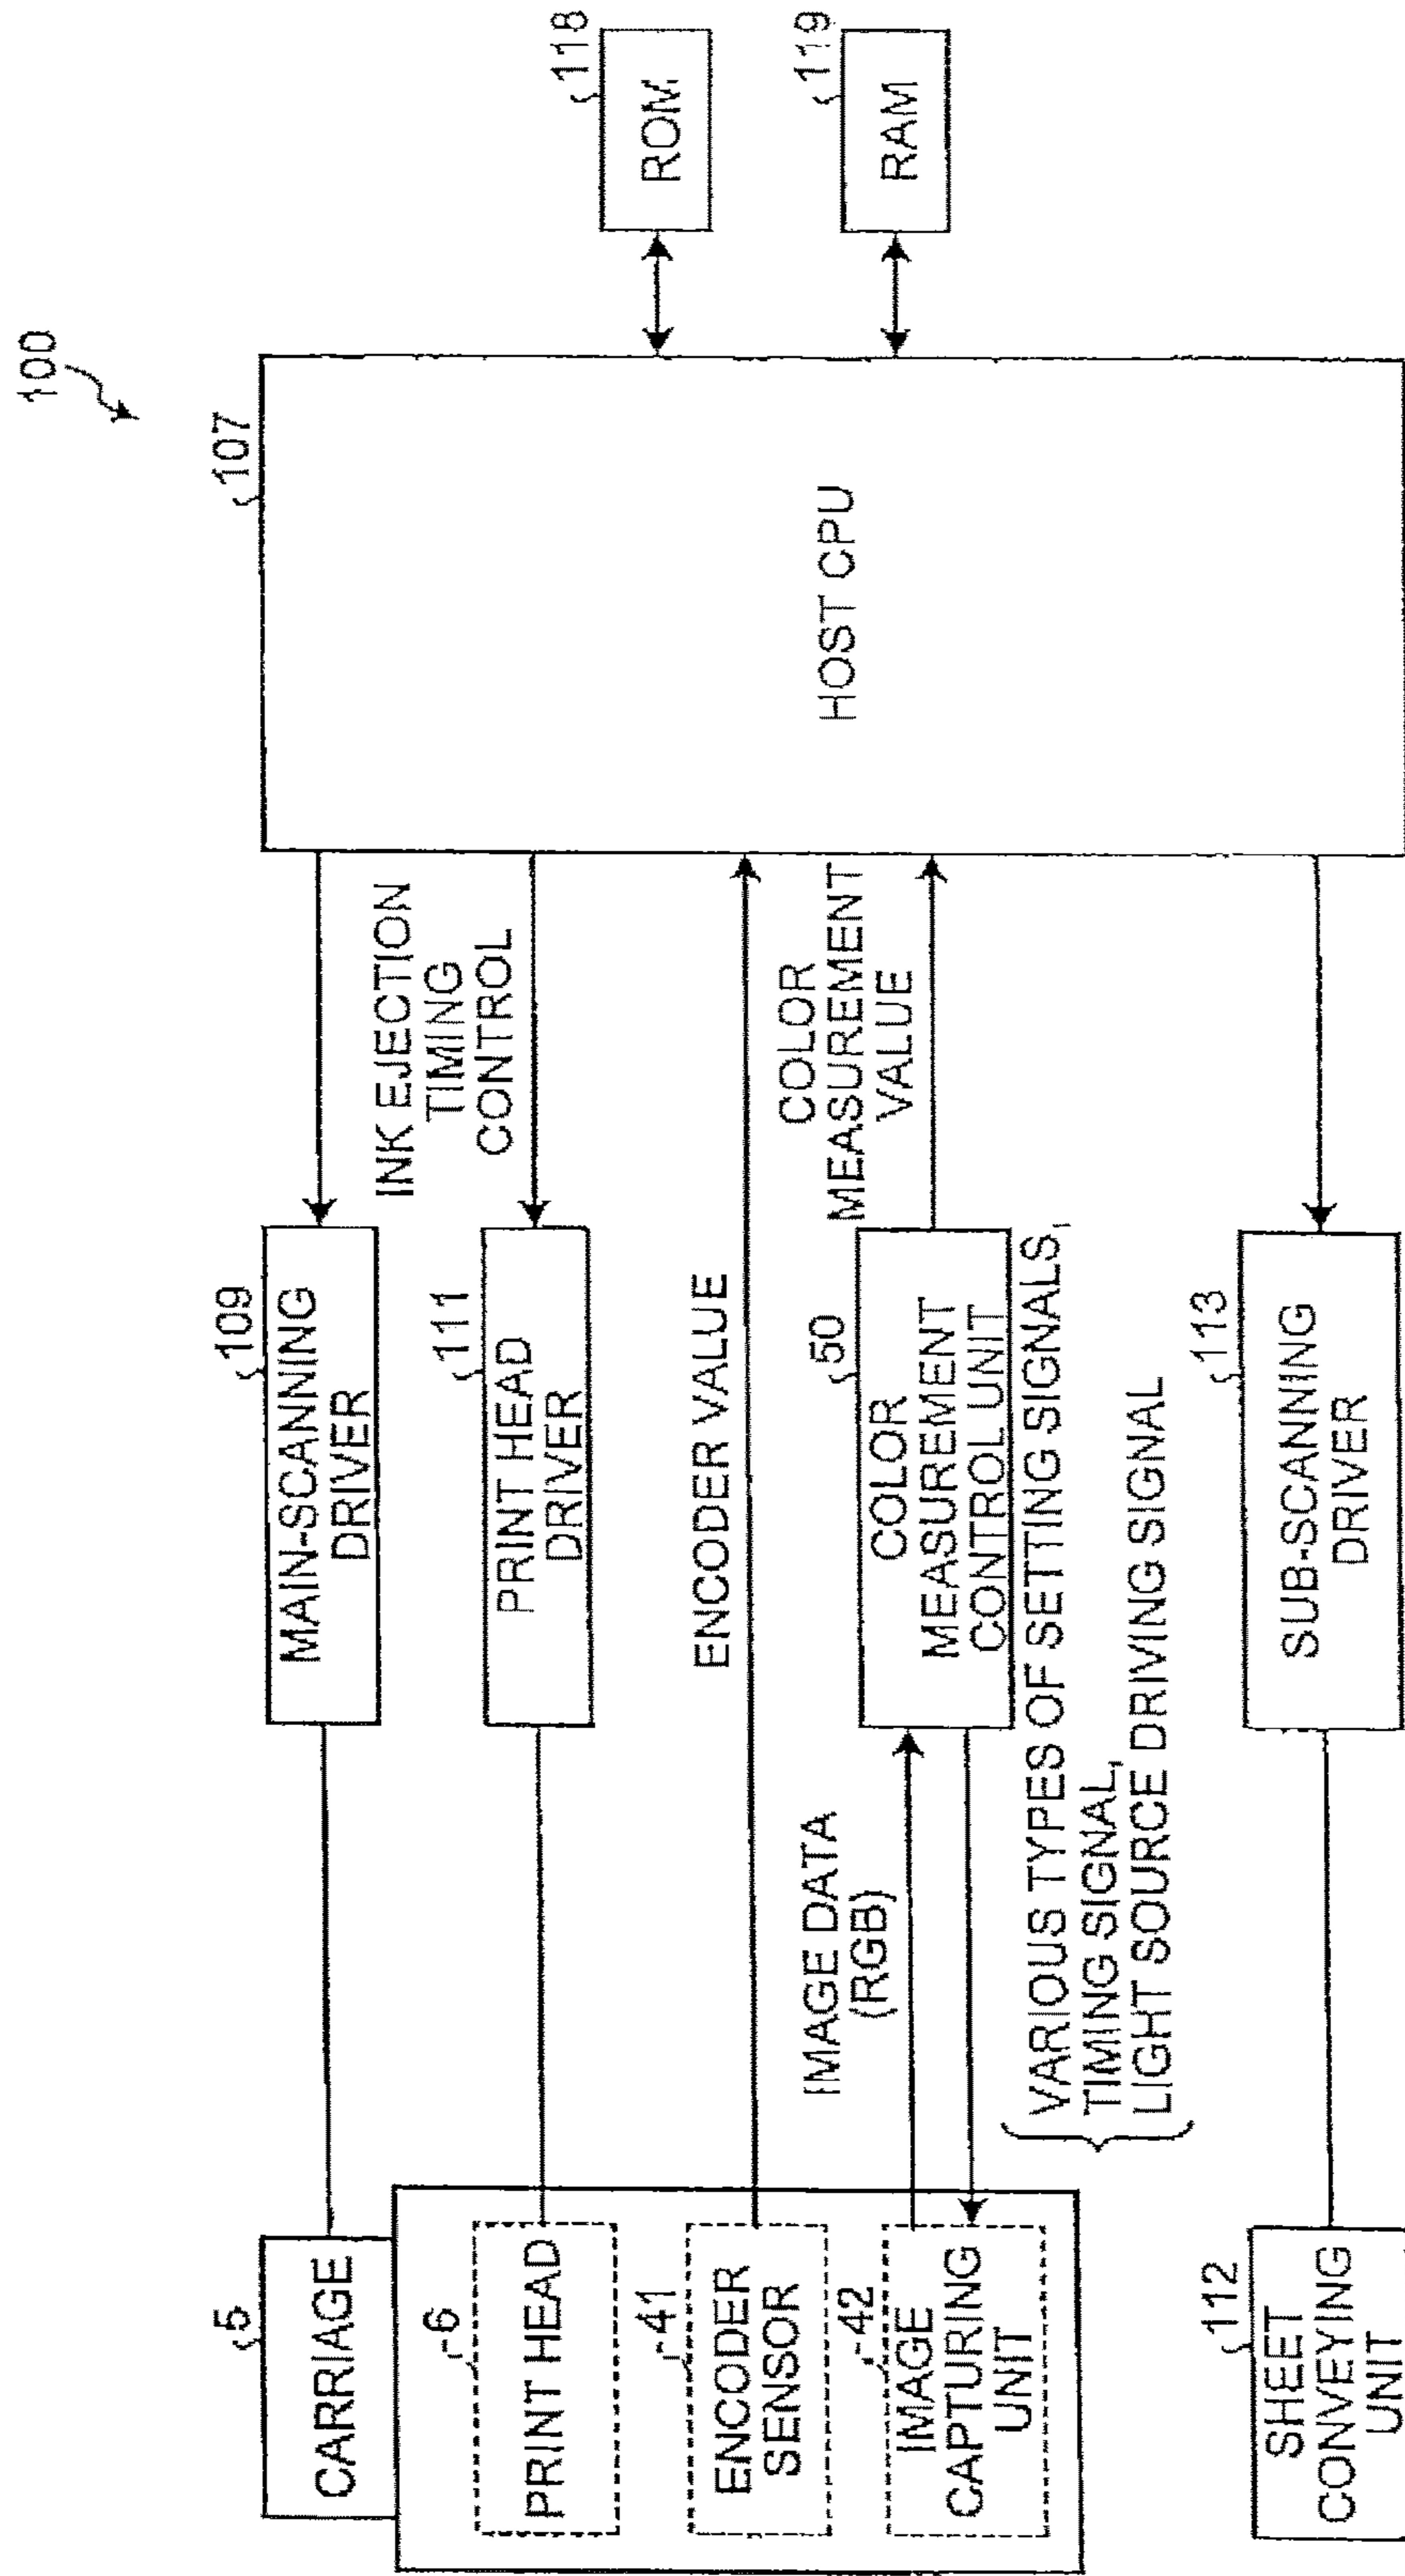 100
5
CARRIAGE
6
PRINT HEAD
41
ENCODER
SENSOR
42
IMAGE
CAPTURING
UNIT
112
SHEET
CONVEYING
UNIT
109
MAIN-SCANNING
DRIVER
111
PRINT HEAD
DRIVER
INK EJECTION
TIMING
CONTROL
ENCODER VALUE
IMAGE DATA
(RGB)
50
COLOR
MEASUREMENT
CONTROL UNIT
COLOR
MEASUREMENT
VALUE
VARIOUS TYPES OF SETTING SIGNALS,
TIMING SIGNAL,
LIGHT SOURCE DRIVING SIGNAL
113
SUB-SCANNING
DRIVER
107
HOST CPU
118
ROM
119
RAM